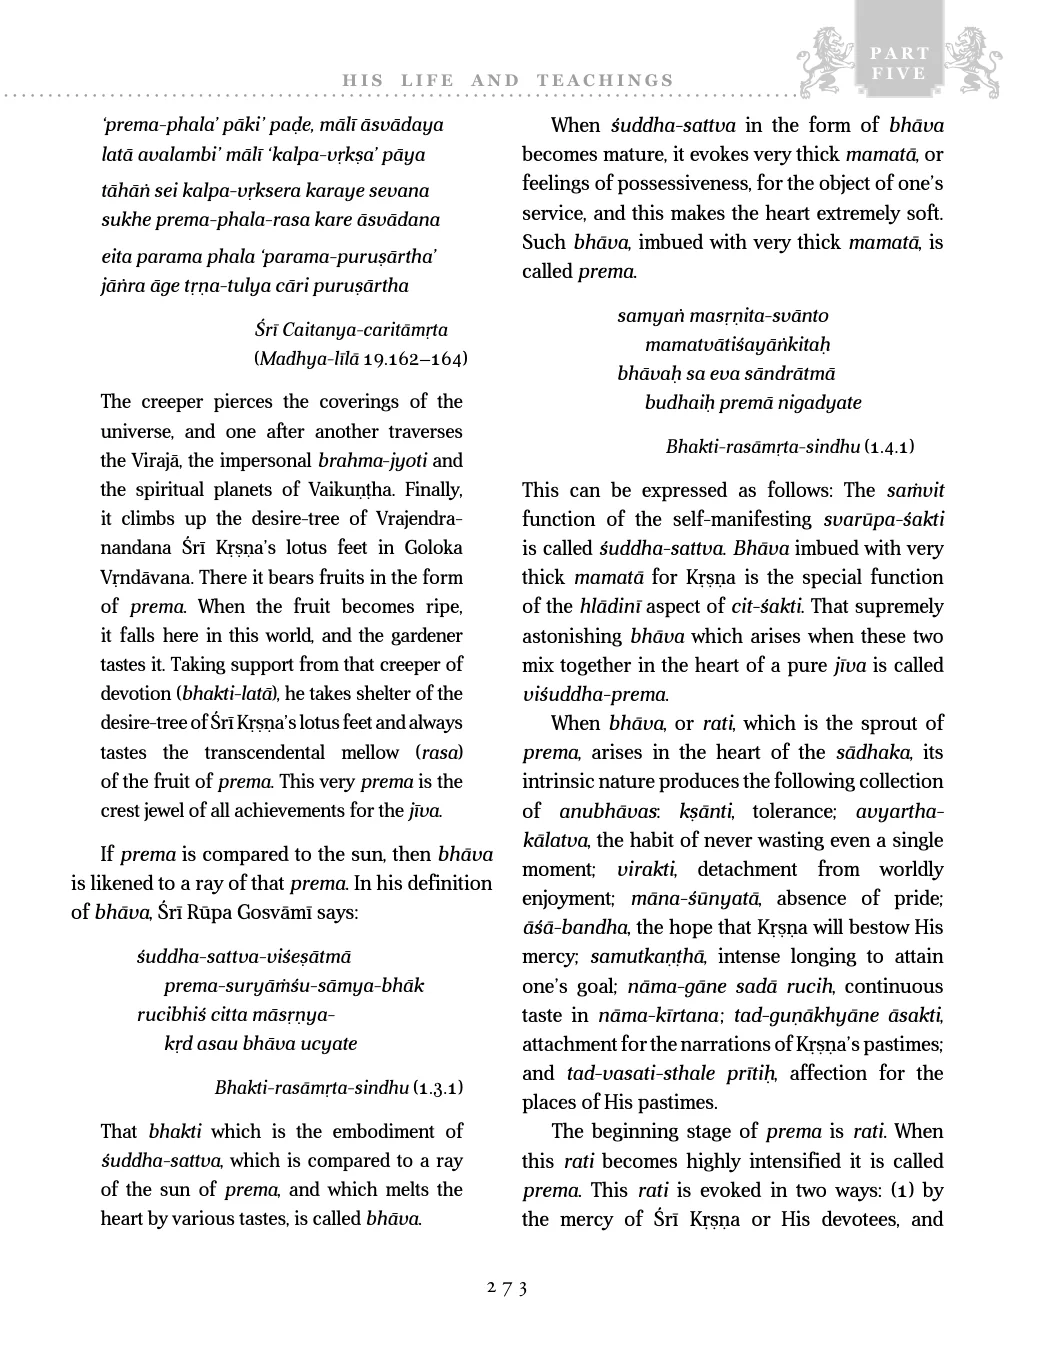 PART
FIVE
HIS LIFE AND TEACHINGS
‘prema-phala’ pāki’ paḍe, mālī āsvādaya
latā avalambi’ mālī ‘kalpa-vṛkṣa’ pāya
tāhāṅ sei kalpa-vṛksera karaye sevana
sukhe prema-phala-rasa kare āsvādana
eita parama phala ‘parama-puruṣārtha’
jāṅra āge tṛṇa-tulya cāri puruṣārtha
Śrī Caitanya-caritāmṛta
(Madhya-līlā 19.162–164)
The creeper pierces the coverings of the
universe, and one after another traverses
the Virajā, the impersonal brahma-jyoti and
the spiritual planets of Vaikuṇṭha. Finally,
it climbs up the desire-tree of Vrajendra-
nandana Śrī Kṛṣṇa’s lotus feet in Goloka
Vṛndāvana. There it bears fruits in the form
of prema. When the fruit becomes ripe,
it falls here in this world, and the gardener
tastes it. Taking support from that creeper of
devotion (bhakti-latā), he takes shelter of the
desire-tree of Śrī Kṛṣṇa’s lotus feet and always
tastes the transcendental mellow (rasa)
of the fruit of prema. This very prema is the
crest jewel of all achievements for the jīva.
If prema is compared to the sun, then bhāva
is likened to a ray of that prema. In his definition
of bhāva, Śrī Rūpa Gosvāmī says:
śuddha-sattva-viśeṣātmā
prema-suryāṁśu-sāmya-bhāk
rucibhiś citta māsṛṇya-
kṛd asau bhāva ucyate
Bhakti-rasāmṛta-sindhu (1.3.1)
That bhakti which is the embodiment of
śuddha-sattva, which is compared to a ray
of the sun of prema, and which melts the
heart by various tastes, is called bhāva.
When śuddha-sattva in the form of bhāva
becomes mature, it evokes very thick mamatā, or
feelings of possessiveness, for the object of one’s
service, and this makes the heart extremely soft.
Such bhāva, imbued with very thick mamatā, is
called prema.
samyaṅ masṛṇita-svānto
mamatvātiśayāṅkitaḥ
bhāvaḥ sa eva sāndrātmā
budhaiḥ premā nigadyate
Bhakti-rasāmṛta-sindhu (1.4.1)
This can be expressed as follows: The saṁvit
function of the self-manifesting svarūpa-śakti
is called śuddha-sattva. Bhāva imbued with very
thick mamatā for Kṛṣṇa is the special function
of the hlādinī aspect of cit-śakti. That supremely
astonishing bhāva which arises when these two
mix together in the heart of a pure jīva is called
viśuddha-prema.
When bhāva, or rati, which is the sprout of
prema, arises in the heart of the sādhaka, its
intrinsic nature produces the following collection
of anubhāvas: kṣānti, tolerance; avyartha-
kālatva, the habit of never wasting even a single
moment; virakti, detachment from worldly
enjoyment; māna-śūnyatā, absence of pride;
āśā-bandha, the hope that Kṛṣṇa will bestow His
mercy; samutkaṇṭhā, intense longing to attain
one’s goal; nāma-gāne sadā rucih, continuous
taste in nāma-kīrtana; tad-guṇākhyāne āsakti,
attachment for the narrations of Kṛṣṇa’s pastimes;
and tad-vasati-sthale prītiḥ, affection for the
places of His pastimes.
The beginning stage of prema is rati. When
this rati becomes highly intensified it is called
prema. This rati is evoked in two ways: (1) by
the mercy of Śrī Kṛṣṇa or His devotees, and
273